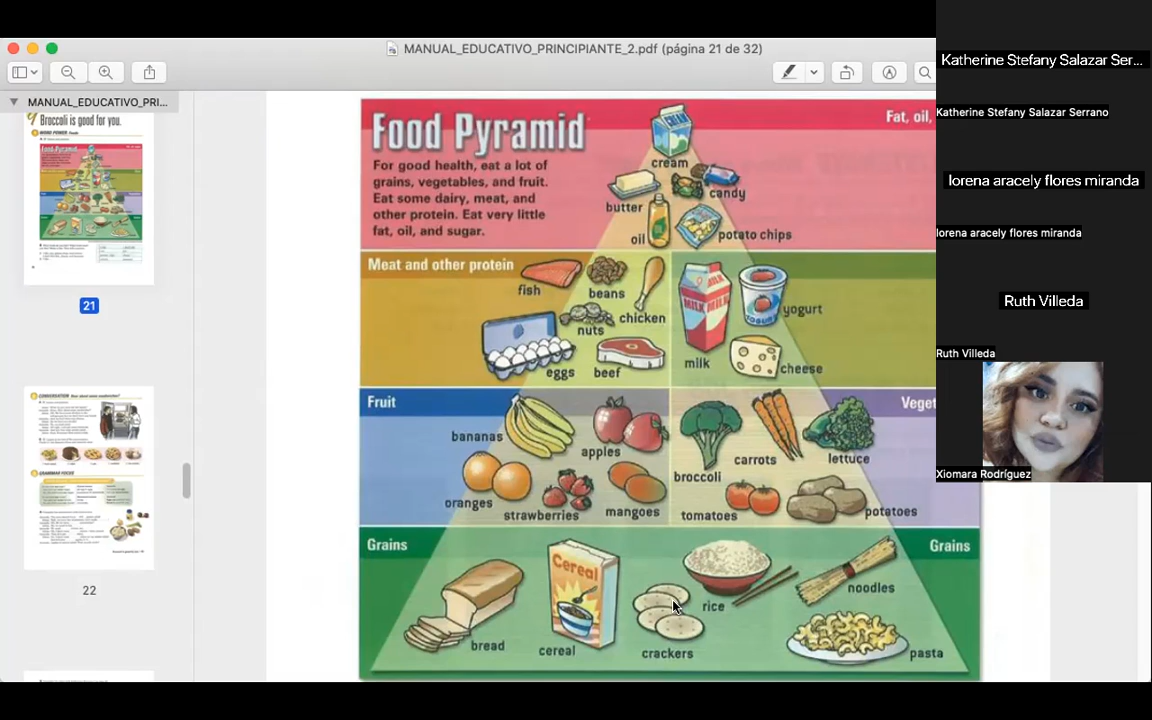 MANUAL_EDUCATIVO_PRINCIPIANTE_2.pdf (página 21 de 32)
MANUAL_EDUCATIVO_PRI...
Broccoli is good for you.
21
22
Food Pyramid
For good health, eat a lot of
grains, vegetables, and fruit.
Eat some dairy, meat, and
other protein. Eat very little
fat, oil, and sugar.
Fat, oil,
cream
butter
candy
oil
potato chips
Meat and other protein
fish
beans
chicken
nuts
eggs
beef
MILK
MILK
milk
YOGURT
yogurt
cheese
Fruit
Veget
bananas
apples
oranges
strawberries
mangoes
broccoli
carrots
lettuce
tomatoes
potatoes
Grains
Grains
Cereal
bread
cereal
crackers
rice
noodles
pasta
Katherine Stefany Salazar Ser...
Katherine Stefany Salazar Serrano
lorena aracely flores miranda
lorena aracely flores miranda
Ruth Villeda
Ruth Villeda
Xiomara Rodríguez